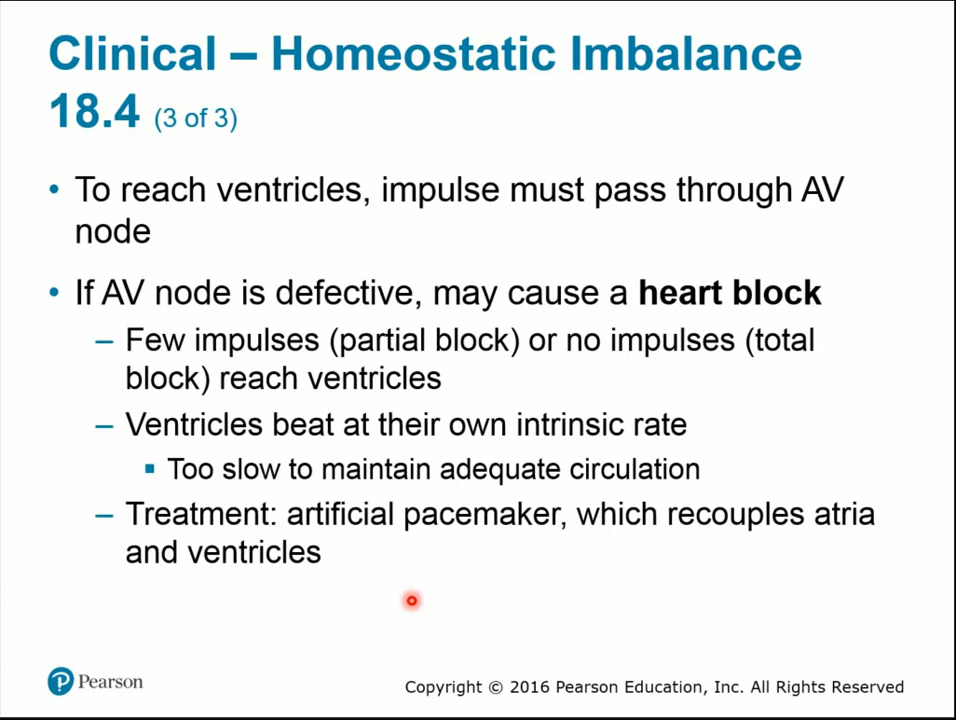 Clinical – Homeostatic Imbalance
18.4 (3 of 3)
• To reach ventricles, impulse must pass through AV
node
• If AV node is defective, may cause a heart block
– Few impulses (partial block) or no impulses (total
block) reach ventricles
– Ventricles beat at their own intrinsic rate
▪ Too slow to maintain adequate circulation
– Treatment: artificial pacemaker, which recouples atria
and ventricles
P Pearson
Copyright © 2016 Pearson Education, Inc. All Rights Reserved